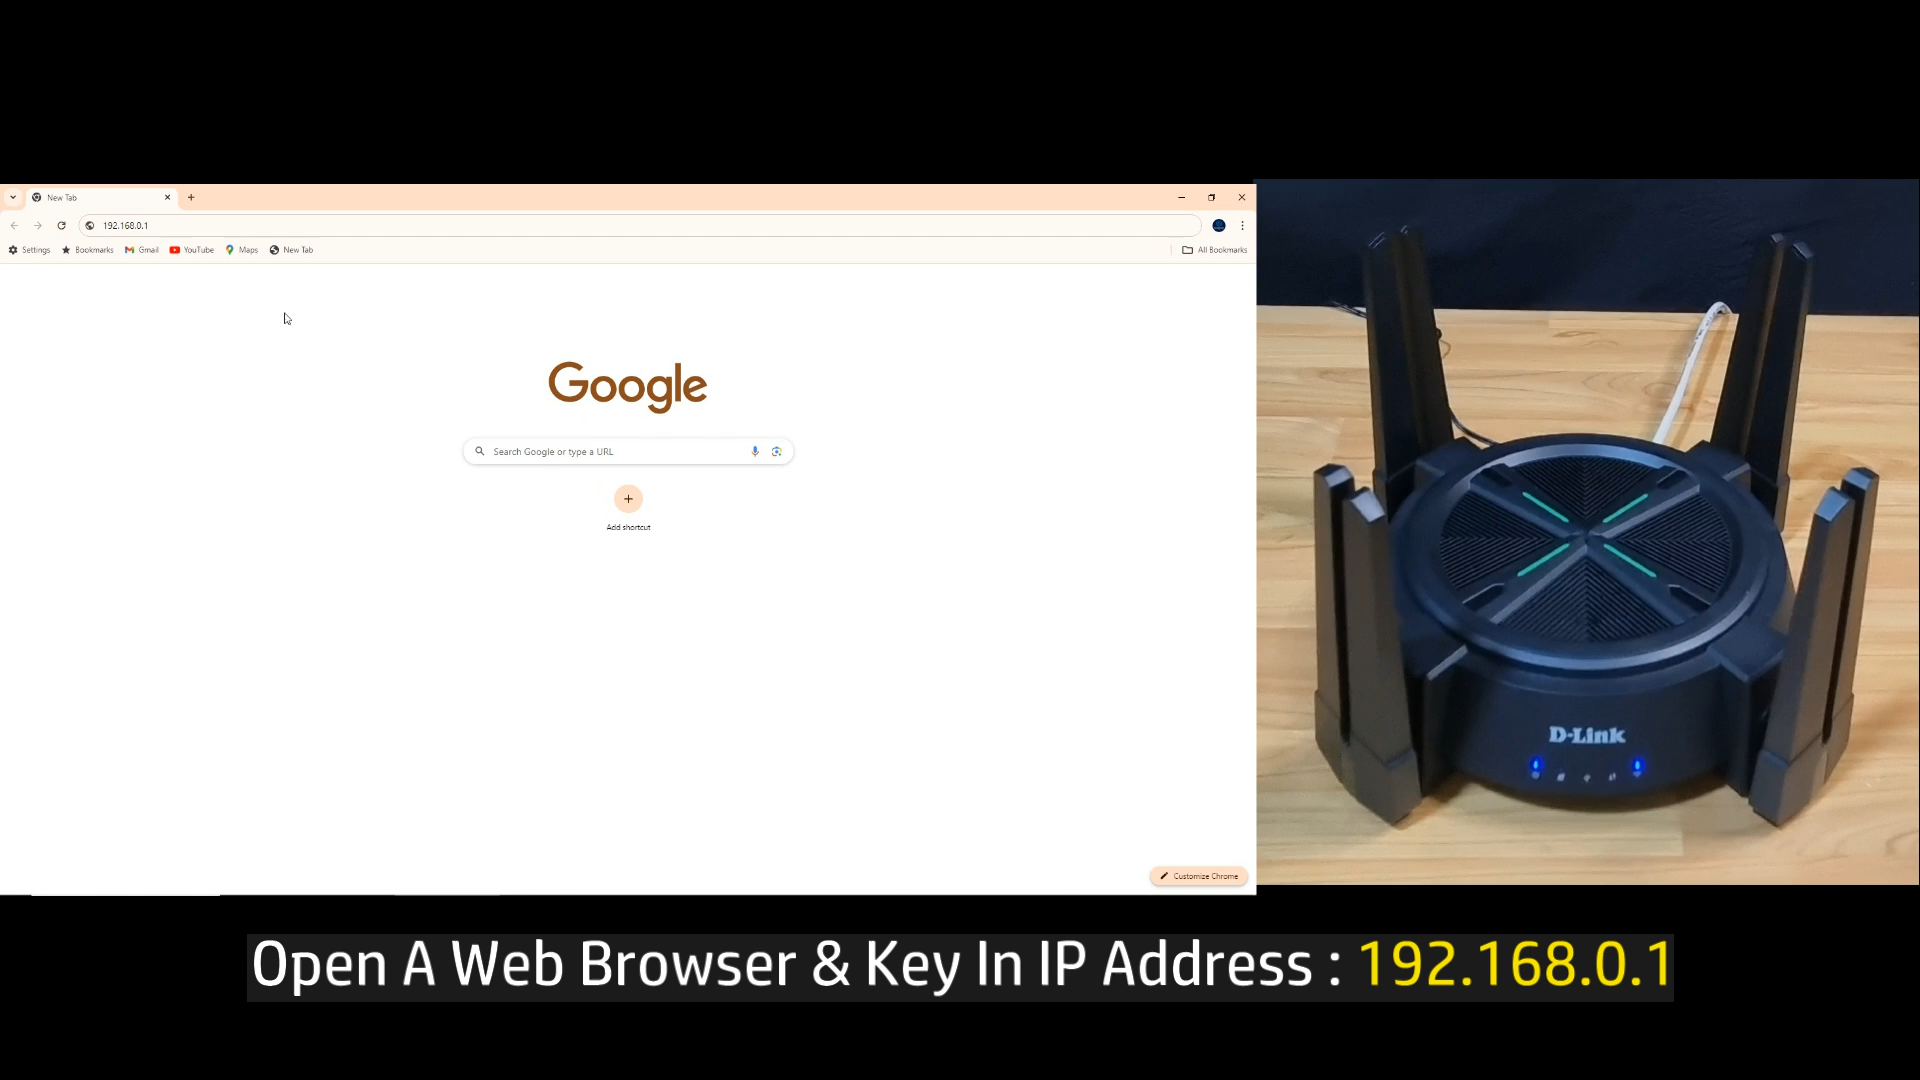 New Tab
192.168.0.1
Settings Bookmarks Gmail YouTube Maps New Tab All Bookmarks
Google
Search Google or type a URL
Add shortcut
D-Link
Customize Chrome
Open A Web Browser & Key In IP Address : 192.168.0.1